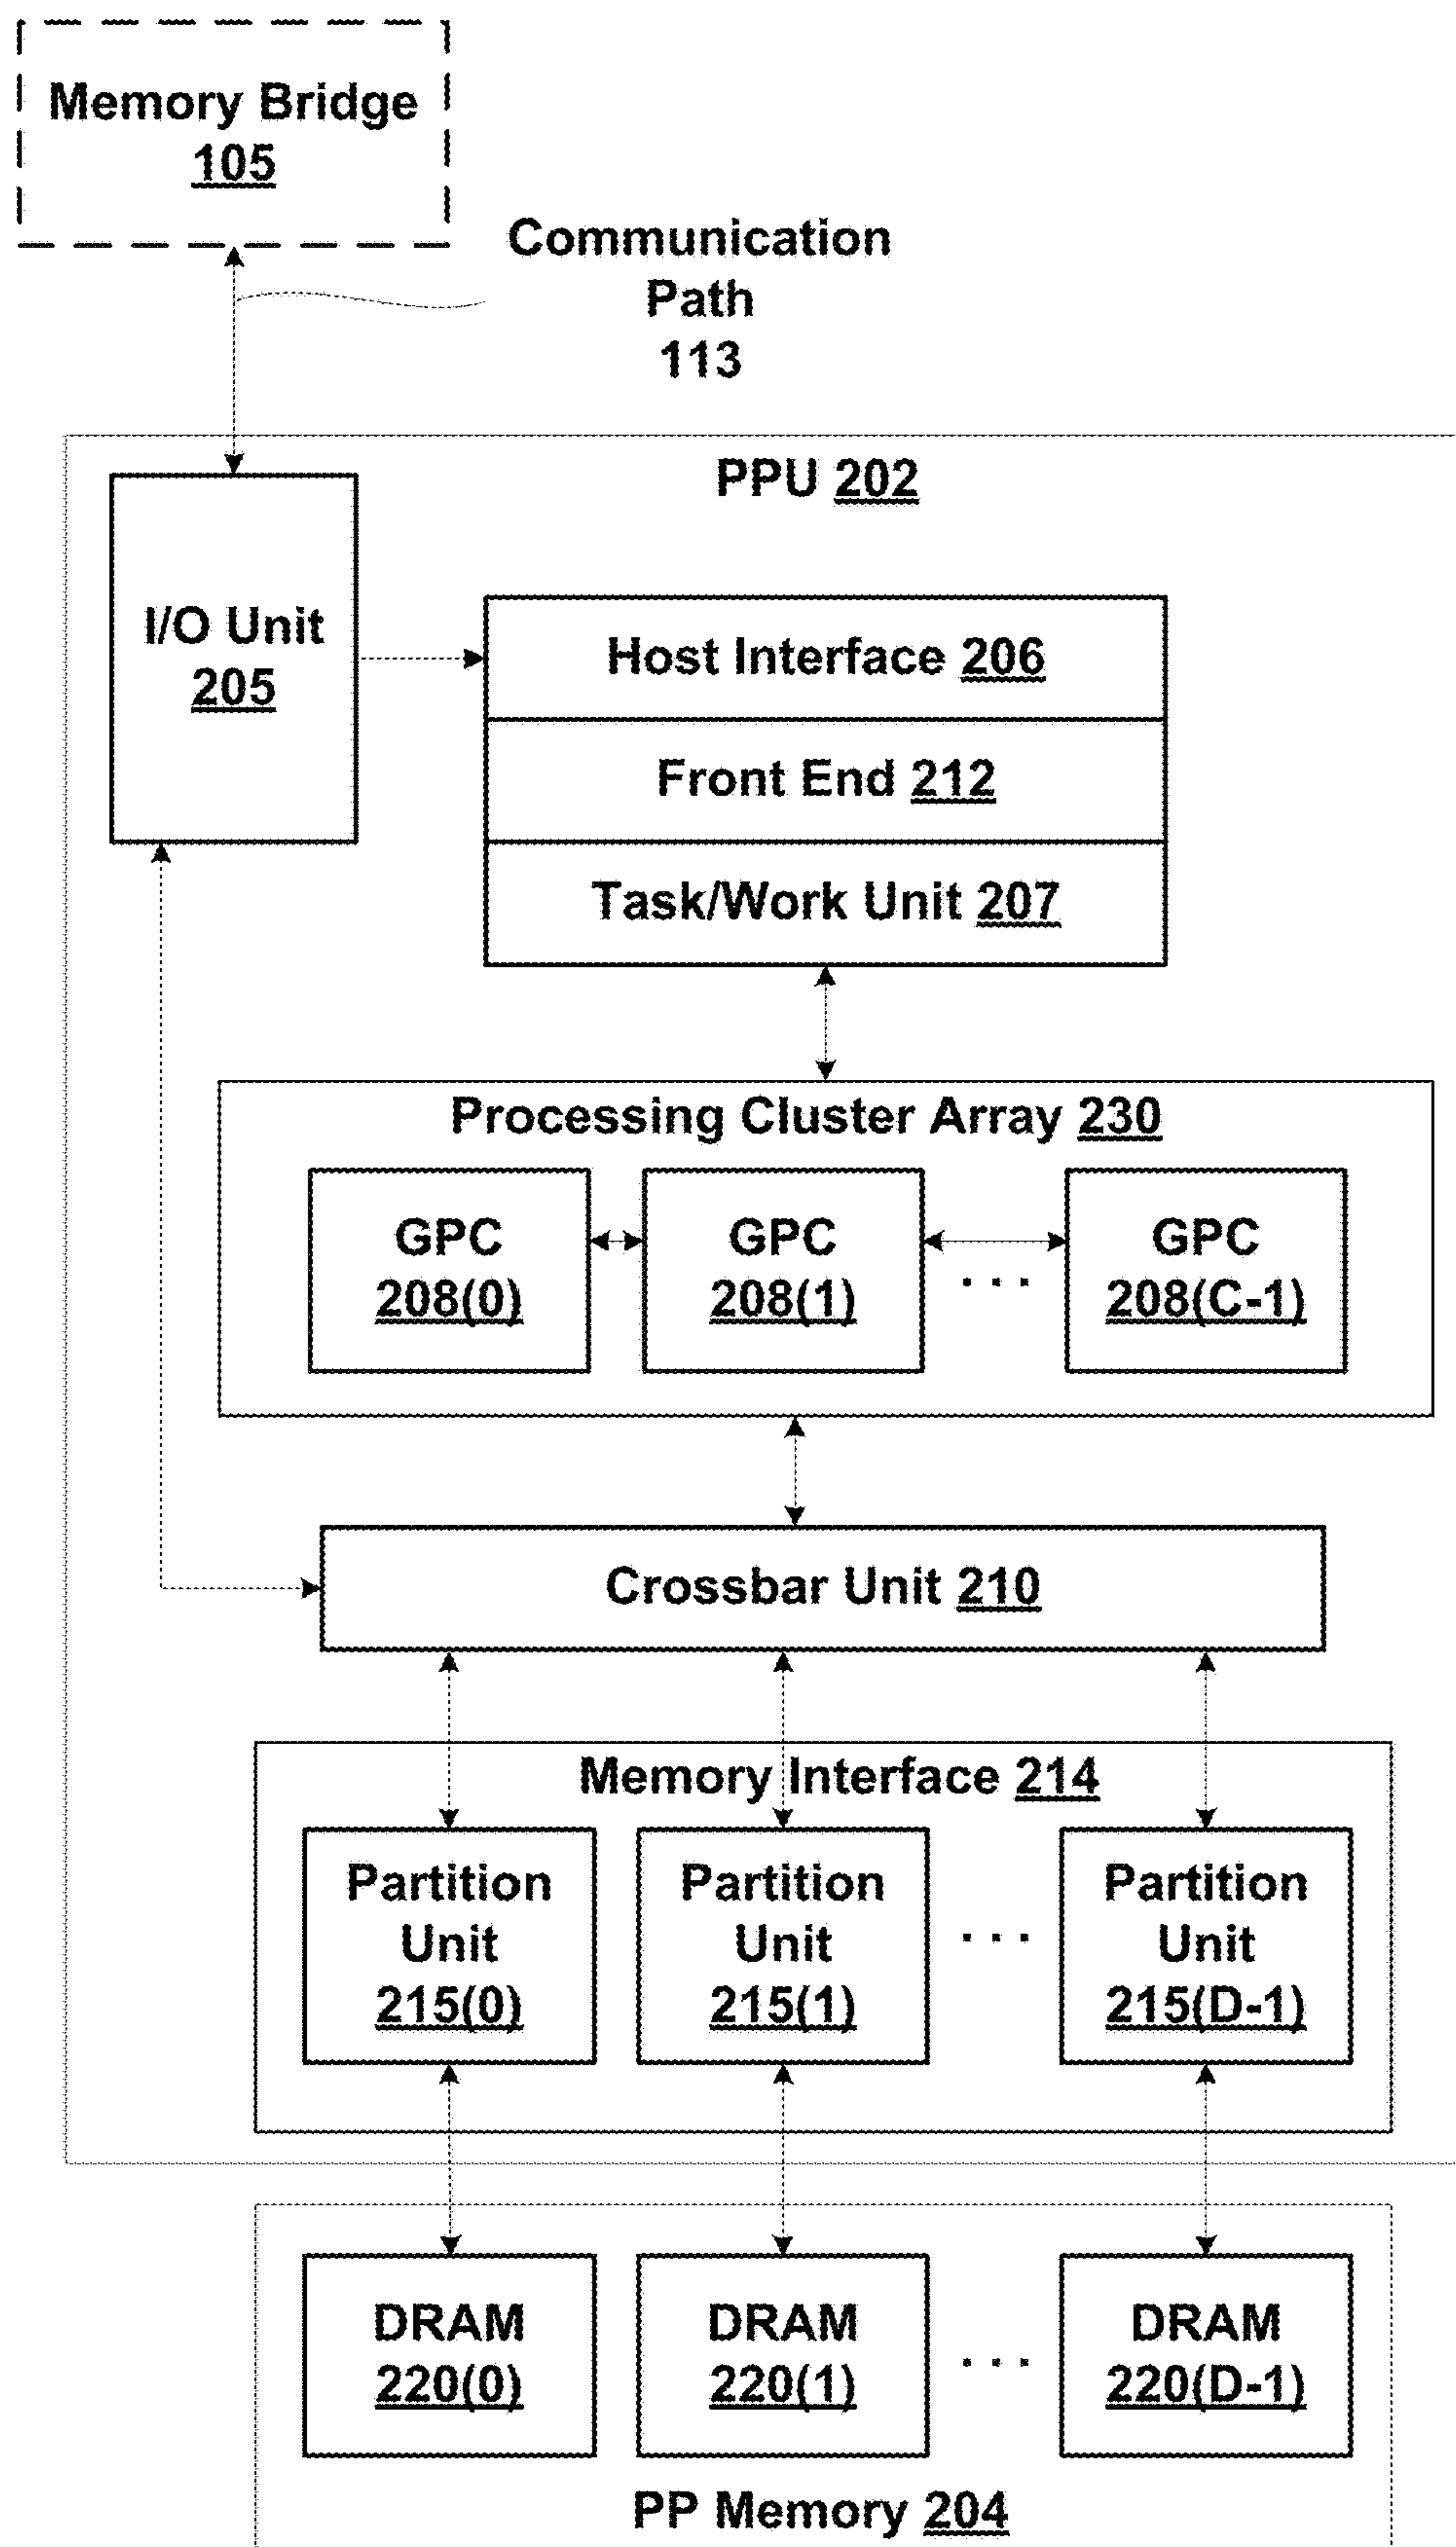 Memory Bridge
105
Communication
Path
113
PPU 202
I/O Unit
205
Host Interface 206
Front End 212
Task/Work Unit 207
Processing Cluster Array 230
GPC
208(0)
GPC
208(1)
. . .
GPC
208(C-1)
Crossbar Unit 210
Memory Interface 214
Partition
Unit
215(0)
Partition
Unit
215(1)
. . .
Partition
Unit
215(D-1)
DRAM
220(0)
DRAM
220(1)
. . .
DRAM
220(D-1)
PP Memory 204